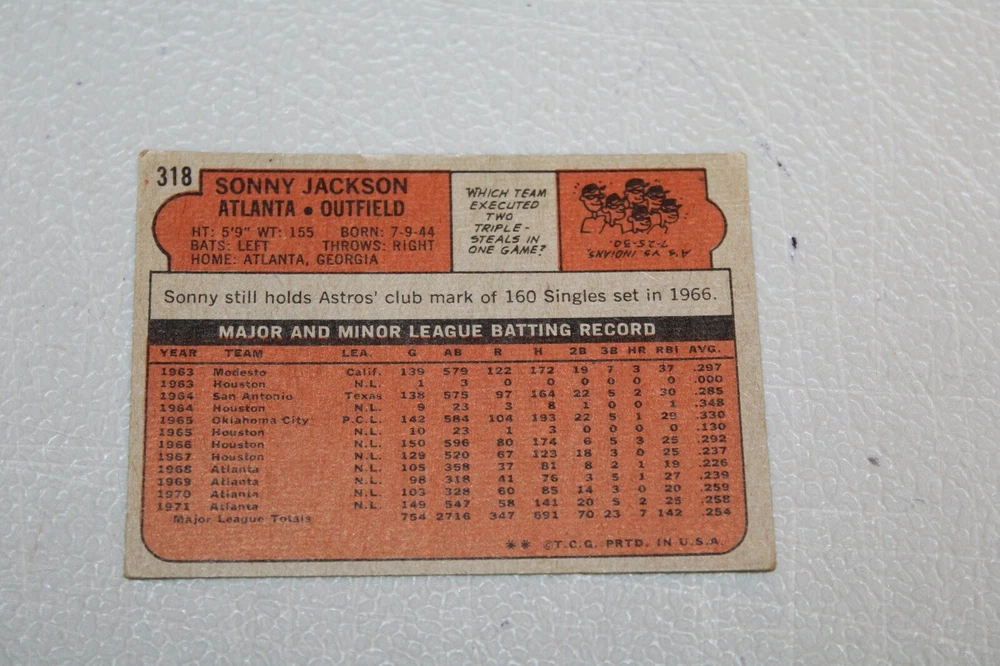 318
SONNY JACKSON
ATLANTA • OUTFIELD
HT: 5'9" WT: 155 BORN: 7-9-44
BATS: LEFT THROWS: RIGHT
HOME: ATLANTA, GEORGIA
WHICH TEAM
EXECUTED
TWO
TRIPLE-
STEALS IN
ONE GAME?
A'S VS INDIANS
7-25-30
Sonny still holds Astros' club mark of 160 Singles set in 1966.
MAJOR AND MINOR LEAGUE BATTING RECORD
YEAR TEAM LEA. G AB R H 2B 3B HR RBI AVG.
1963 Modesto Calif. 139 579 122 172 19 7 3 37 .297
1963 Houston N.L. 1 3 0 0 0 0 0 0 .000
1964 San Antonio Texas 138 575 97 164 22 5 2 30 .285
1964 Houston N.L. 9 23 3 8 1 0 0 1 .348
1965 Oklahoma City P.C.L. 142 584 104 193 22 5 1 29 .330
1965 Houston N.L. 10 23 1 3 0 0 0 0 .130
1966 Houston N.L. 150 596 80 174 6 5 3 25 .292
1967 Houston N.L. 129 520 67 123 18 3 0 25 .237
1968 Atlanta N.L. 105 358 37 81 8 2 1 19 .226
1969 Atlanta N.L. 98 318 41 76 3 5 1 27 .239
1970 Atlanta N.L. 103 328 60 85 14 3 0 20 .259
1971 Atlanta N.L. 149 547 58 141 20 5 2 25 .258
Major League Totals 754 2716 347 691 70 23 7 142 .254
** ©T.C.G. PRTD. IN U.S.A.